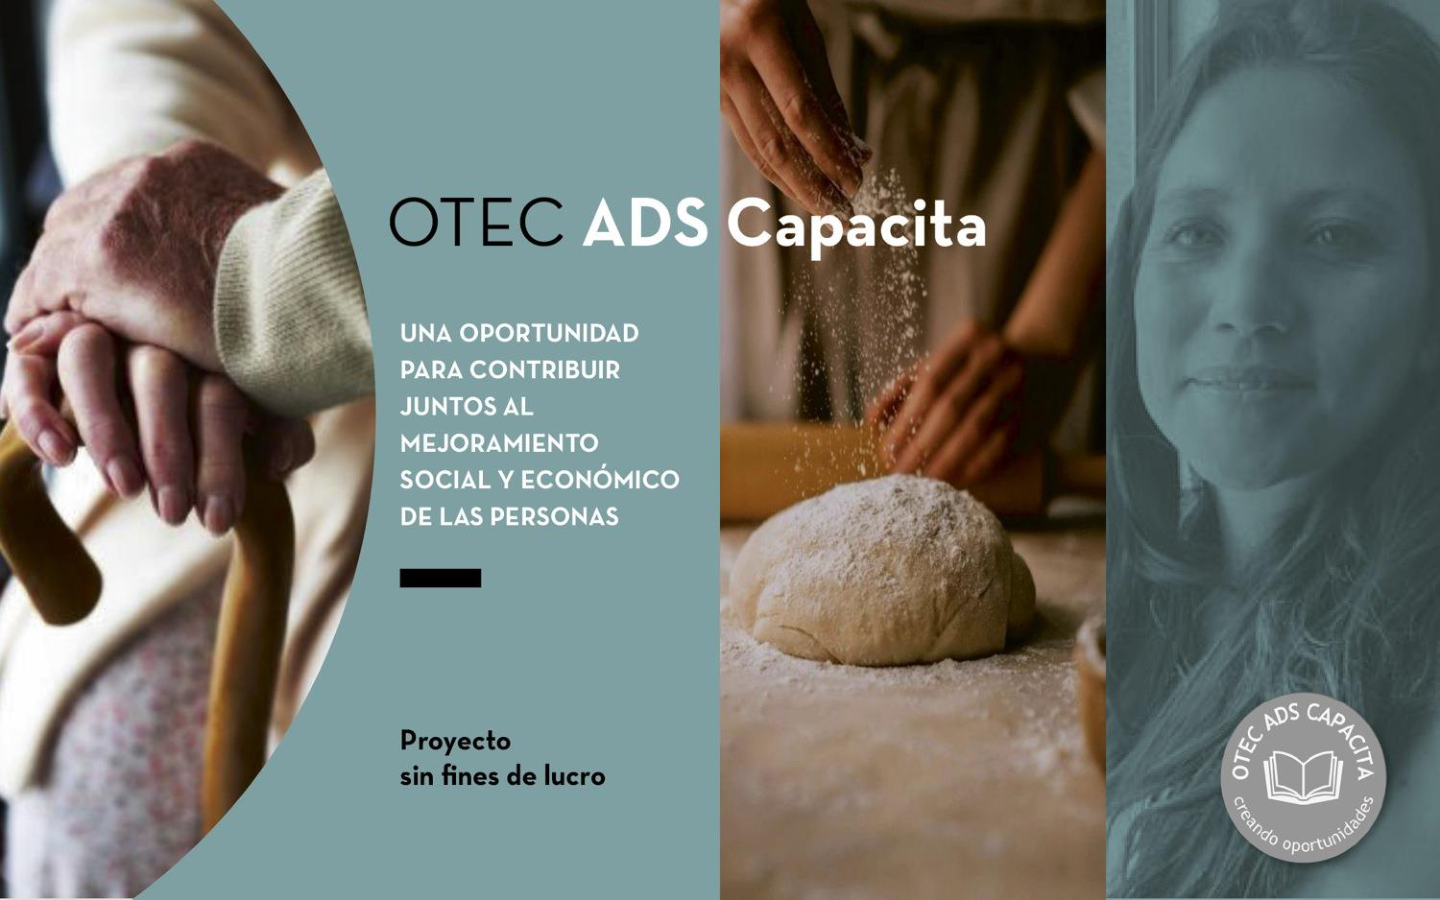 OTEC ADS Capacita
UNA OPORTUNIDAD
PARA CONTRIBUIR
JUNTOS AL
MEJORAMIENTO
SOCIAL Y ECONÓMICO
DE LAS PERSONAS
Proyecto
sin fines de lucro
OTEC ADS CAPACITA
creando oportunidades